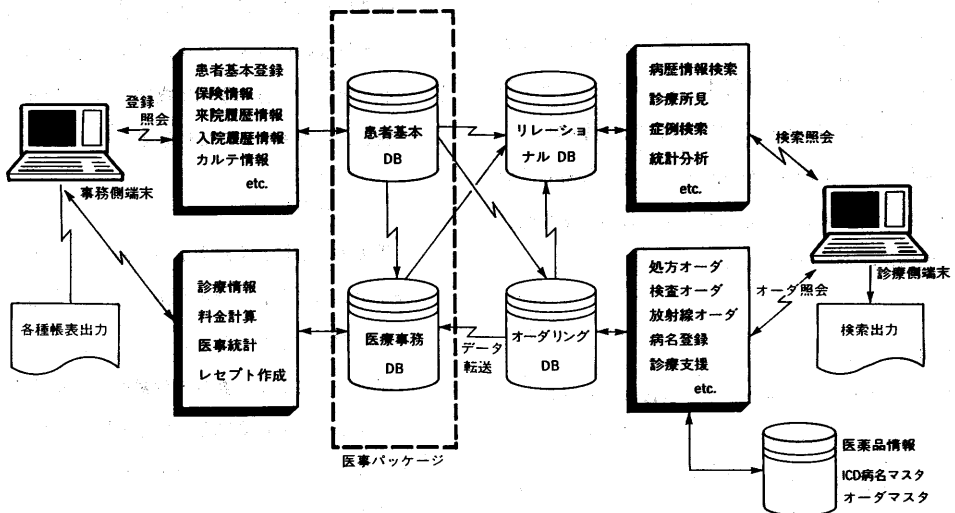 登録
照会
事務側端末
各種帳表出力
患者基本登録
保険情報
来院履歴情報
入院履歴情報
カルテ情報
etc.
診療情報
料金計算
医事統計
レセプト作成
患者基本
DB
医療事務
DB
医事パッケージ
リレーショ
ナル DB
データ
転送
オーダリング
DB
病歴情報検索
診療所見
症例検索
統計分析
etc.
処方オーダ
検査オーダ
放射線オーダ
病名登録
診療支援
etc.
検索照会
オーダ照会
診療側端末
検索出力
医薬品情報
ICD病名マスタ
オーダマスタ